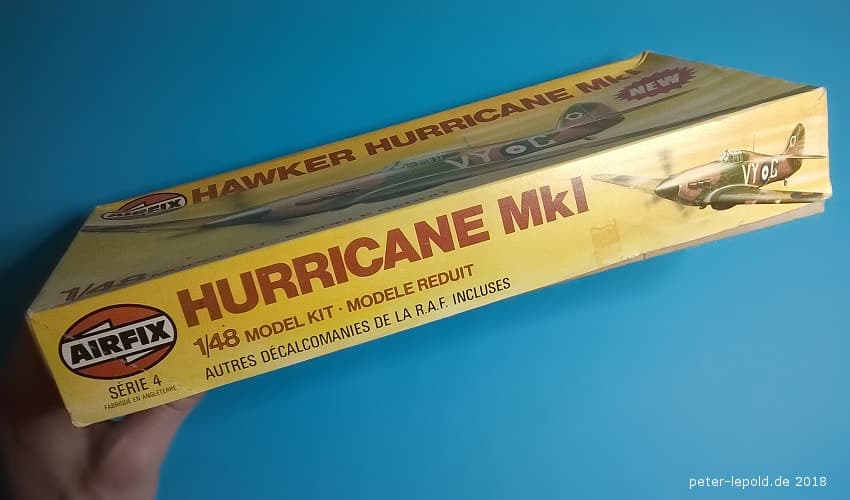 HAWKER HURRICANE MkI
NEW
AIRFIX
1/48
VY C
HURRICANE MkI
1/48 MODEL KIT · MODELE REDUIT
AUTRES DÉCALCOMANIES DE LA R.A.F. INCLUSES
AIRFIX
SÉRIE 4
FABRIQUÉ EN ANGLETERRE
VY C
peter-lepold.de 2018